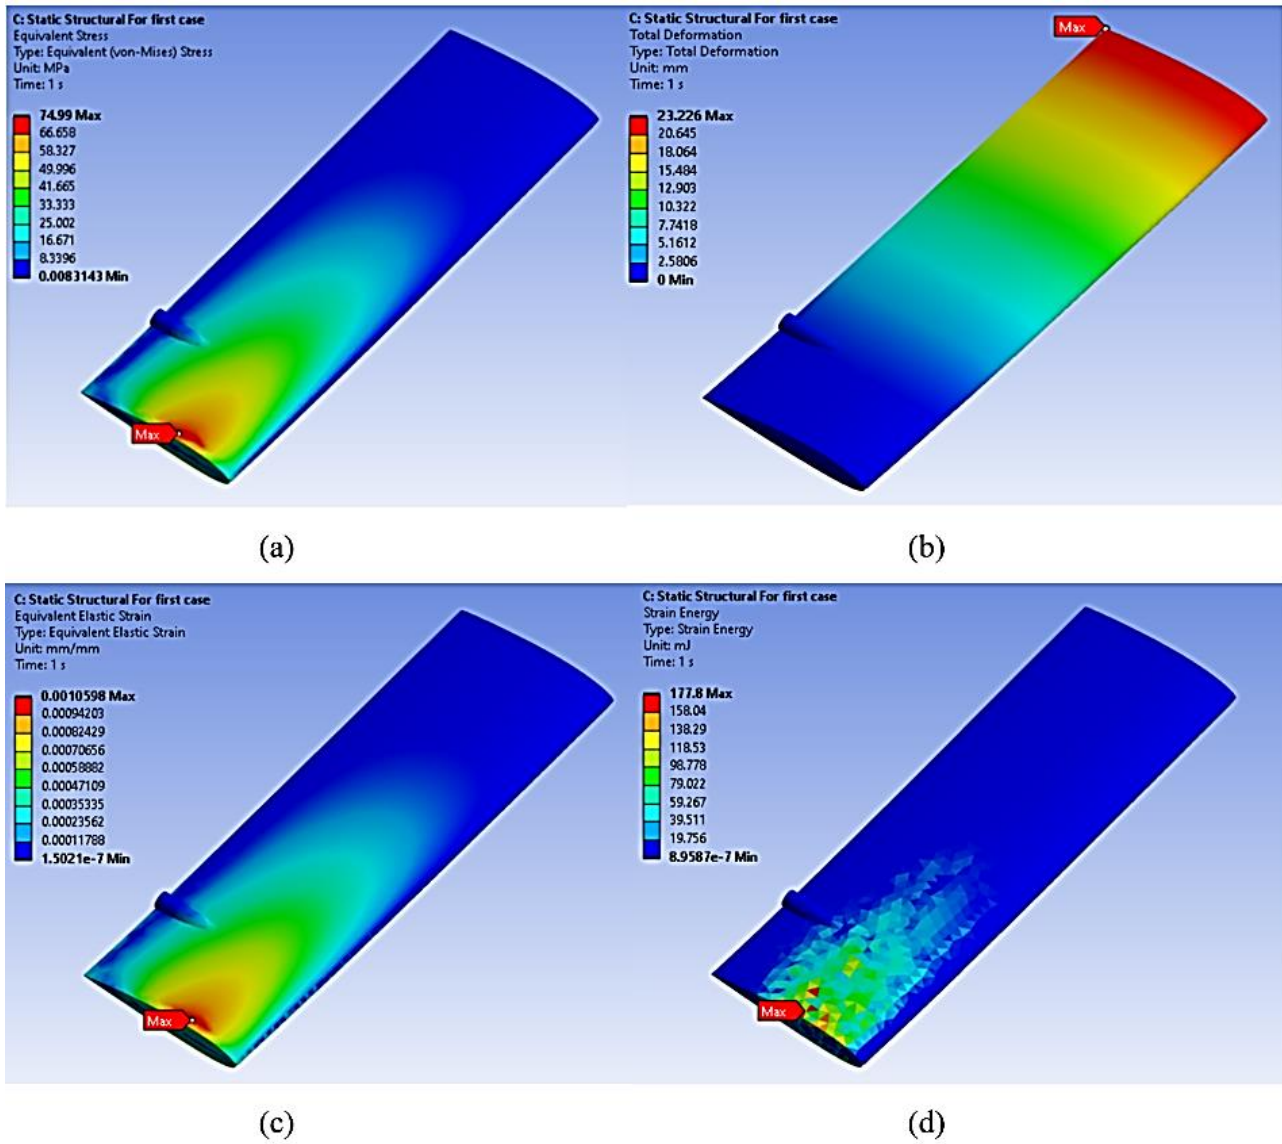 C: Static Structural For first case
Equivalent Stress
Type: Equivalent (von-Mises) Stress
Unit: MPa
Time: 1 s
74.99 Max
66.658
58.327
49.996
41.665
33.333
25.002
16.671
8.3396
0.0083143 Min
Max
(a)
C: Static Structural For first case
Total Deformation
Type: Total Deformation
Unit: mm
Time: 1 s
Max
23.226 Max
20.645
18.064
15.484
12.903
10.322
7.7418
5.1612
2.5806
0 Min
(b)
C: Static Structural For first case
Equivalent Elastic Strain
Type: Equivalent Elastic Strain
Unit: mm/mm
Time: 1 s
0.0010598 Max
0.00094203
0.00082429
0.00070656
0.00058882
0.00047109
0.00035335
0.00023562
0.00011788
1.5021e-7 Min
Max
(c)
C: Static Structural For first case
Strain Energy
Type: Strain Energy
Unit: mJ
Time: 1 s
177.8 Max
158.04
138.29
118.53
98.778
79.022
59.267
39.511
19.756
8.9587e-7 Min
Max
(d)